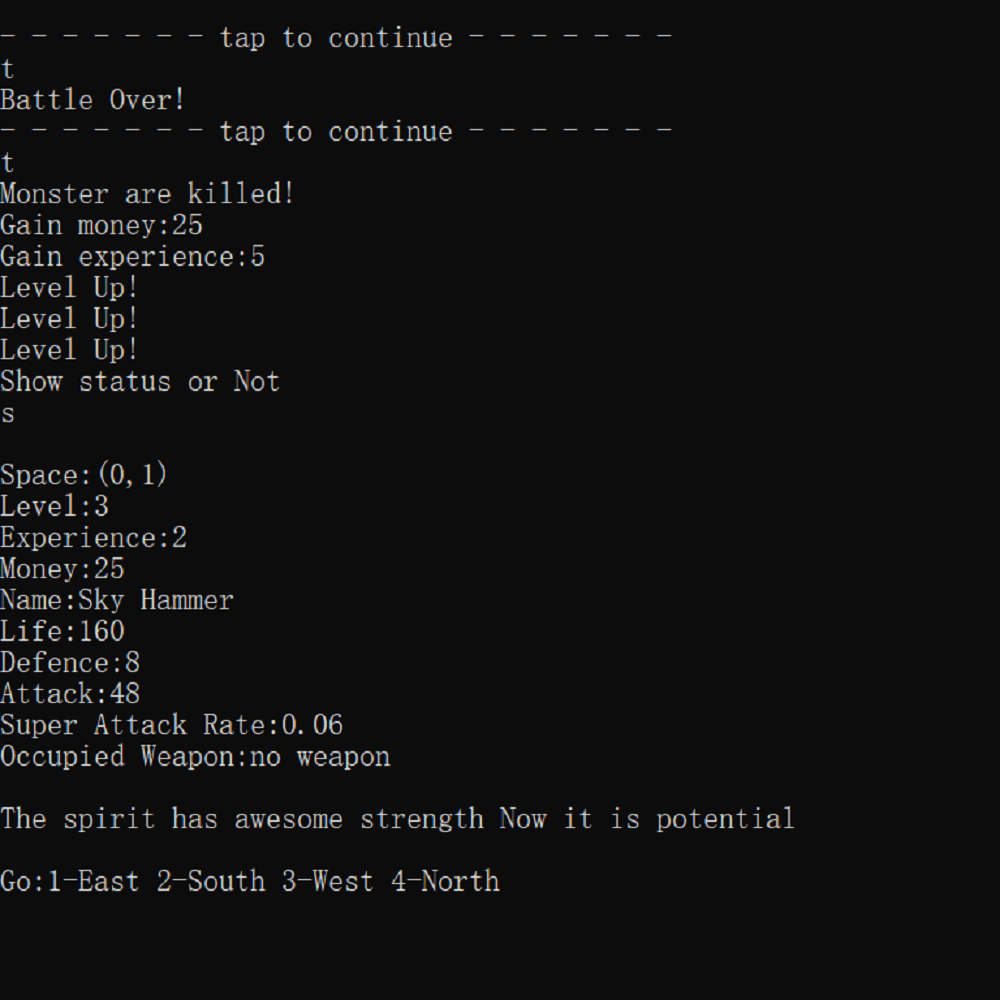 - - - - - - - tap to continue - - - - - - -
t
Battle Over!
- - - - - - - tap to continue - - - - - - -
t
Monster are killed!
Gain money:25
Gain experience:5
Level Up!
Level Up!
Level Up!
Show status or Not
s
Space:(0,1)
Level:3
Experience:2
Money:25
Name:Sky Hammer
Life:160
Defence:8
Attack:48
Super Attack Rate:0.06
Occupied Weapon:no weapon
The spirit has awesome strength Now it is potential
Go:1-East 2-South 3-West 4-North